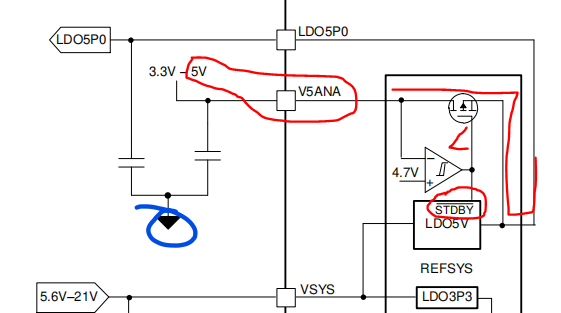 LDO5P0
LDO5P0
3.3V – 5V
V5ANA
4.7V
–
+
STDBY
LDO5V
REFSYS
5.6V–21V
VSYS
LDO3P3